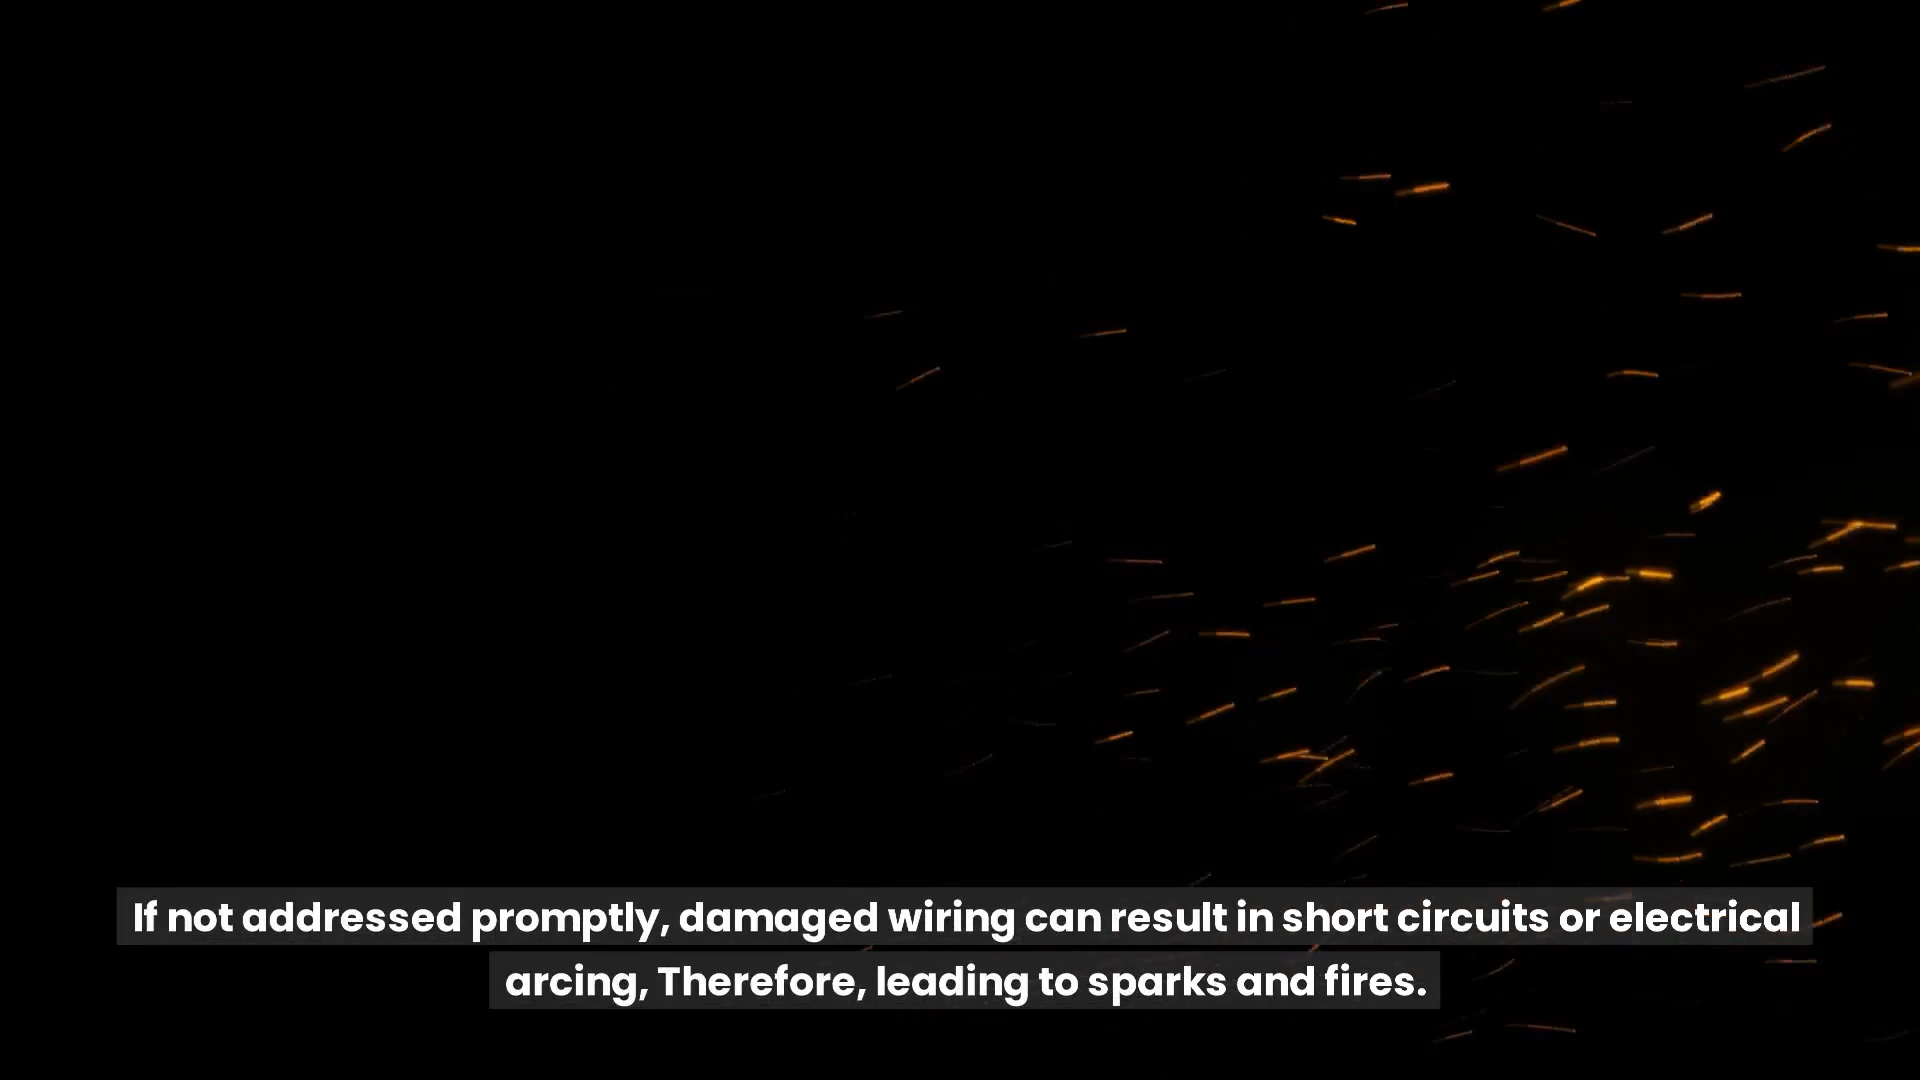 If not addressed promptly, damaged wiring can result in short circuits or electrical
arcing, Therefore, leading to sparks and fires.